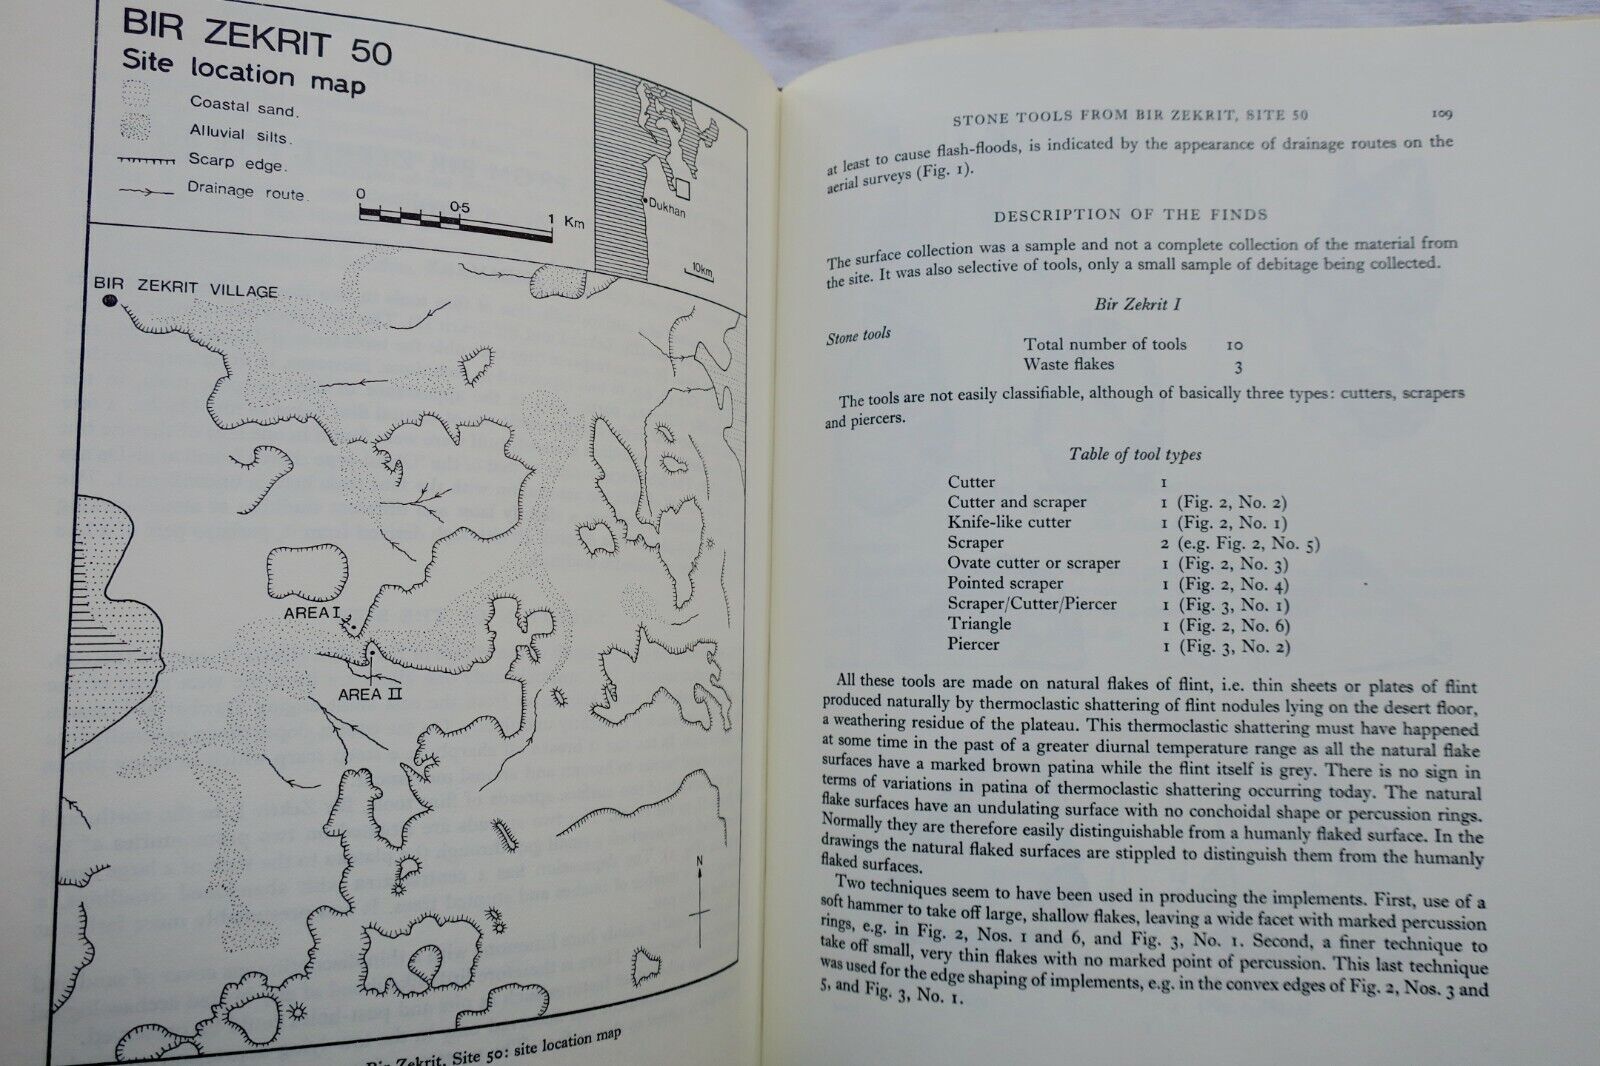 BIR ZEKRIT 50
Site location map
Coastal sand.
Alluvial silts.
Scarp edge.
Drainage route.
0 0·5 1 Km
Dukhan
10km
BIR ZEKRIT VILLAGE
AREA I
AREA II
N
Bir Zekrit, Site 50: site location map
STONE TOOLS FROM BIR ZEKRIT, SITE 50 109
at least to cause flash-floods, is indicated by the appearance of drainage routes on the
aerial surveys (Fig. 1).
DESCRIPTION OF THE FINDS
The surface collection was a sample and not a complete collection of the material from
the site. It was also selective of tools, only a small sample of debitage being collected.
Bir Zekrit I
Stone tools
Total number of tools 10
Waste flakes 3
The tools are not easily classifiable, although of basically three types: cutters, scrapers
and piercers.
Table of tool types
Cutter 1
Cutter and scraper 1 (Fig. 2, No. 2)
Knife-like cutter 1 (Fig. 2, No. 1)
Scraper 2 (e.g. Fig. 2, No. 5)
Ovate cutter or scraper 1 (Fig. 2, No. 3)
Pointed scraper 1 (Fig. 2, No. 4)
Scraper/Cutter/Piercer 1 (Fig. 3, No. 1)
Triangle 1 (Fig. 2, No. 6)
Piercer 1 (Fig. 3, No. 2)
All these tools are made on natural flakes of flint, i.e. thin sheets or plates of flint
produced naturally by thermoclastic shattering of flint nodules lying on the desert floor,
a weathering residue of the plateau. This thermoclastic shattering must have happened
at some time in the past of a greater diurnal temperature range as all the natural flake
surfaces have a marked brown patina while the flint itself is grey. There is no sign in
terms of variations in patina of thermoclastic shattering occurring today. The natural
flake surfaces have an undulating surface with no conchoidal shape or percussion rings.
Normally they are therefore easily distinguishable from a humanly flaked surface. In the
drawings the natural flaked surfaces are stippled to distinguish them from the humanly
flaked surfaces.
Two techniques seem to have been used in producing the implements. First, use of a
soft hammer to take off large, shallow flakes, leaving a wide facet with marked percussion
rings, e.g. in Fig. 2, Nos. 1 and 6, and Fig. 3, No. 1. Second, a finer technique to
take off small, very thin flakes with no marked point of percussion. This last technique
was used for the edge shaping of implements, e.g. in the convex edges of Fig. 2, Nos. 3 and
5, and Fig. 3, No. 1.